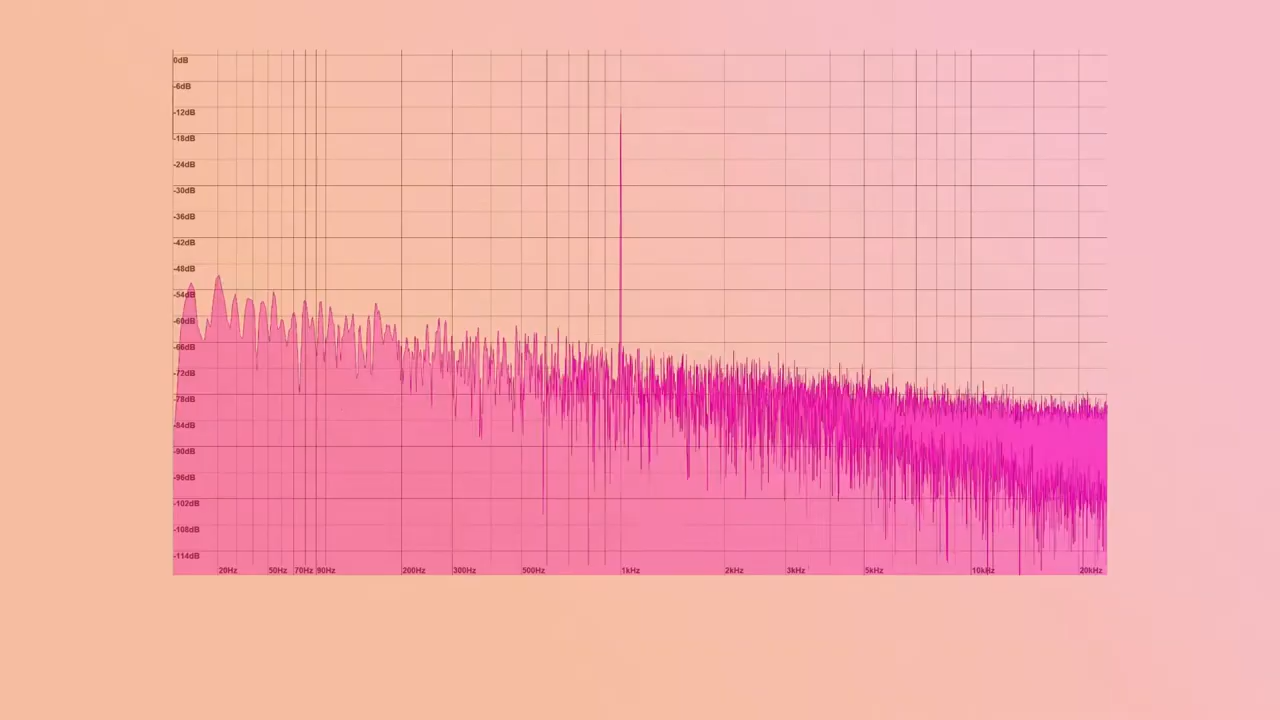 0dB
-6dB
-12dB
-18dB
-24dB
-30dB
-36dB
-42dB
-48dB
-54dB
-60dB
-66dB
-72dB
-78dB
-84dB
-90dB
-96dB
-102dB
-108dB
-114dB
20Hz 50Hz 70Hz 90Hz 200Hz 300Hz 500Hz 1kHz 2kHz 3kHz 5kHz 10kHz 20kHz